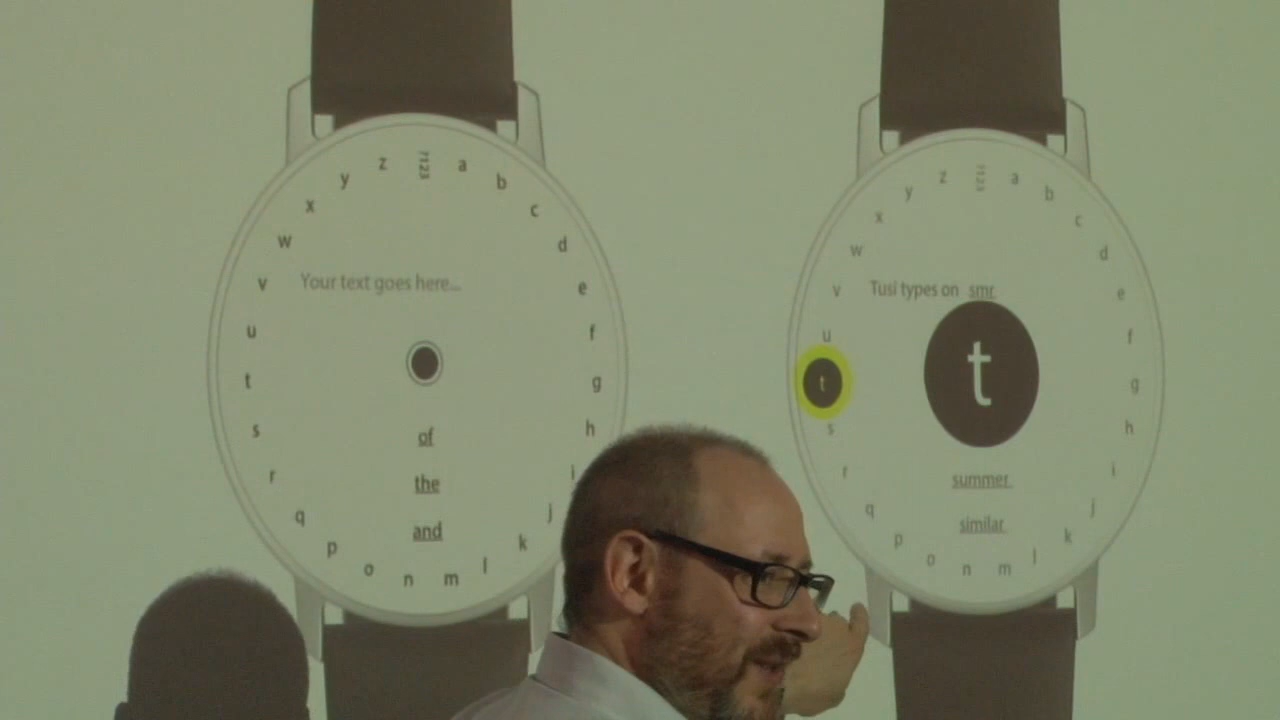 z ?123 a
y b
x c
w d
v Your text goes here... e
u f
t g
s of h
r the i
q and j
p k
o n m l
z ?123 a
y b
x c
w d
v Tusi types on smr e
u f
t t g
s h
r summer i
q similar j
p k
o n m l